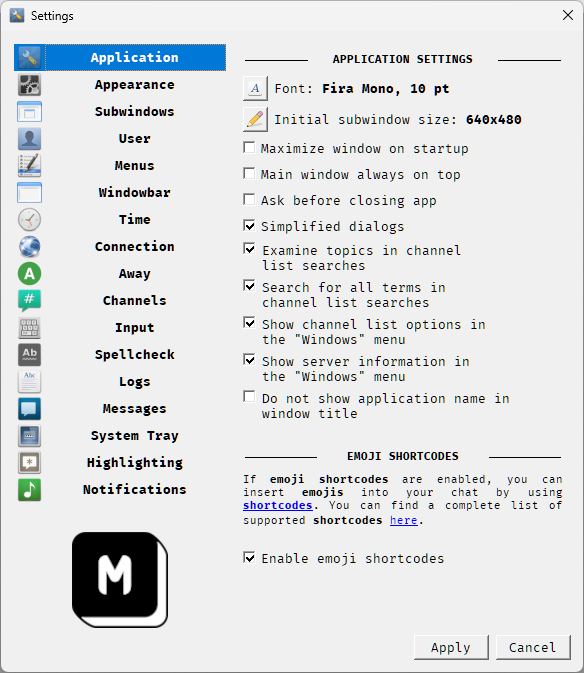 Settings
Application
Appearance
Subwindows
User
Menus
Windowbar
Time
Connection
A
Away
Channels
Input
Ab
Spellcheck
Abc
Logs
Messages
System Tray
Highlighting
Notifications
M
APPLICATION SETTINGS
A
Font: Fira Mono, 10 pt
Initial subwindow size: 640x480
Maximize window on startup
Main window always on top
Ask before closing app
Simplified dialogs
Examine topics in channel
list searches
Search for all terms in
channel list searches
Show channel list options in
the "Windows" menu
Show server information in
the "Windows" menu
Do not show application name in
window title
EMOJI SHORTCODES
If emoji shortcodes are enabled, you can
insert emojis into your chat by using
shortcodes. You can find a complete list of
supported shortcodes here.
Enable emoji shortcodes
Apply
Cancel